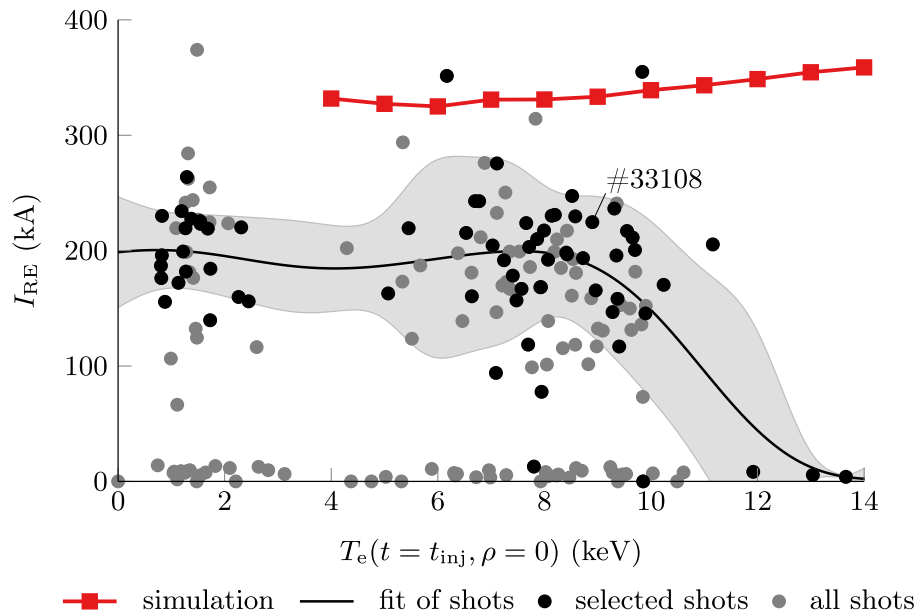 400
300
200
100
0
I_RE (kA)
#33108
0 2 4 6 8 10 12 14
T_e(t = t_inj, ρ = 0) (keV)
simulation fit of shots selected shots all shots